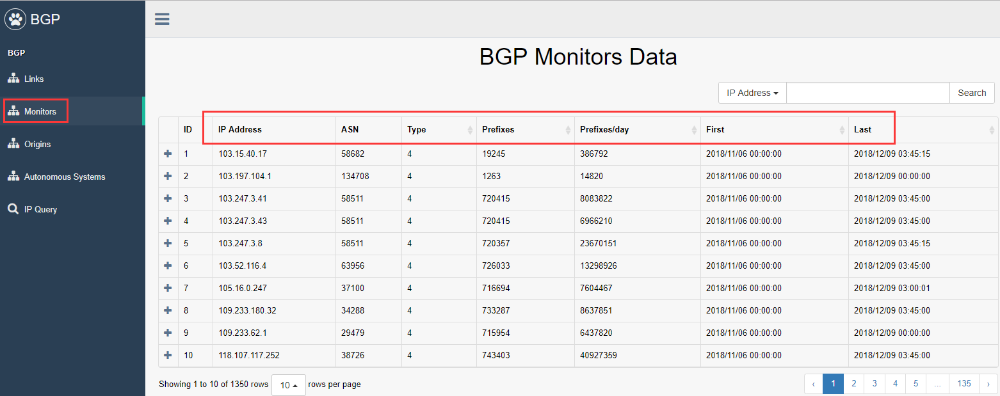 BGP
BGP
Links
Monitors
Origins
Autonomous Systems
IP Query
BGP Monitors Data
IP Address Search
ID IP Address ASN Type Prefixes Prefixes/day First Last
1 103.15.40.17 58682 4 19245 386792 2018/11/06 00:00:00 2018/12/09 03:45:15
2 103.197.104.1 134708 4 1263 14820 2018/11/06 00:00:00 2018/12/09 00:00:00
3 103.247.3.41 58511 4 720415 8083822 2018/11/06 00:00:00 2018/12/09 03:45:00
4 103.247.3.43 58511 4 720415 6966210 2018/11/06 00:00:00 2018/12/09 03:45:00
5 103.247.3.8 58511 4 720357 23670151 2018/11/06 00:00:00 2018/12/09 03:45:15
6 103.52.116.4 63956 4 726033 13298926 2018/11/06 00:00:00 2018/12/09 03:45:00
7 105.16.0.247 37100 4 716694 7604467 2018/11/06 00:00:00 2018/12/09 03:00:01
8 109.233.180.32 34288 4 733287 8637851 2018/11/06 00:00:00 2018/12/09 03:45:00
9 109.233.62.1 29479 4 715954 6437820 2018/11/06 00:00:00 2018/12/09 00:00:00
10 118.107.117.252 38726 4 743403 40927359 2018/11/06 00:00:00 2018/12/09 03:45:00
Showing 1 to 10 of 1350 rows 10 rows per page ‹ 1 2 3 4 5 ... 135 ›